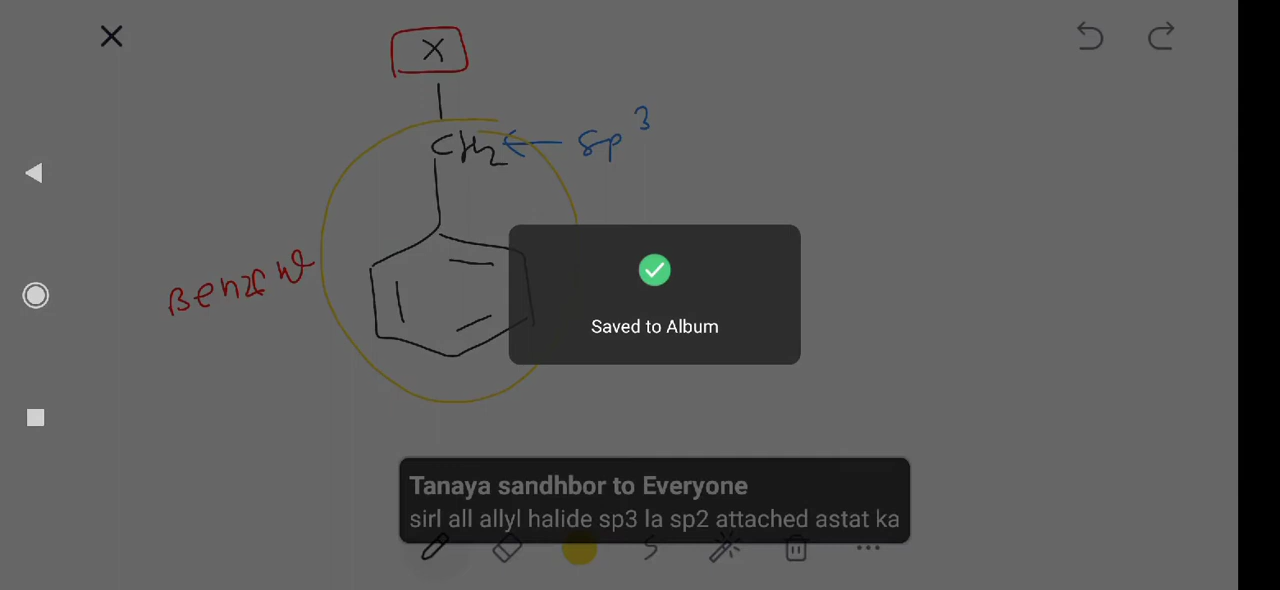 X
CH2 ← Sp3
Saved to Album
Tanaya sandhbor to Everyone
sirl all allyl halide sp3 la sp2 attached astat ka